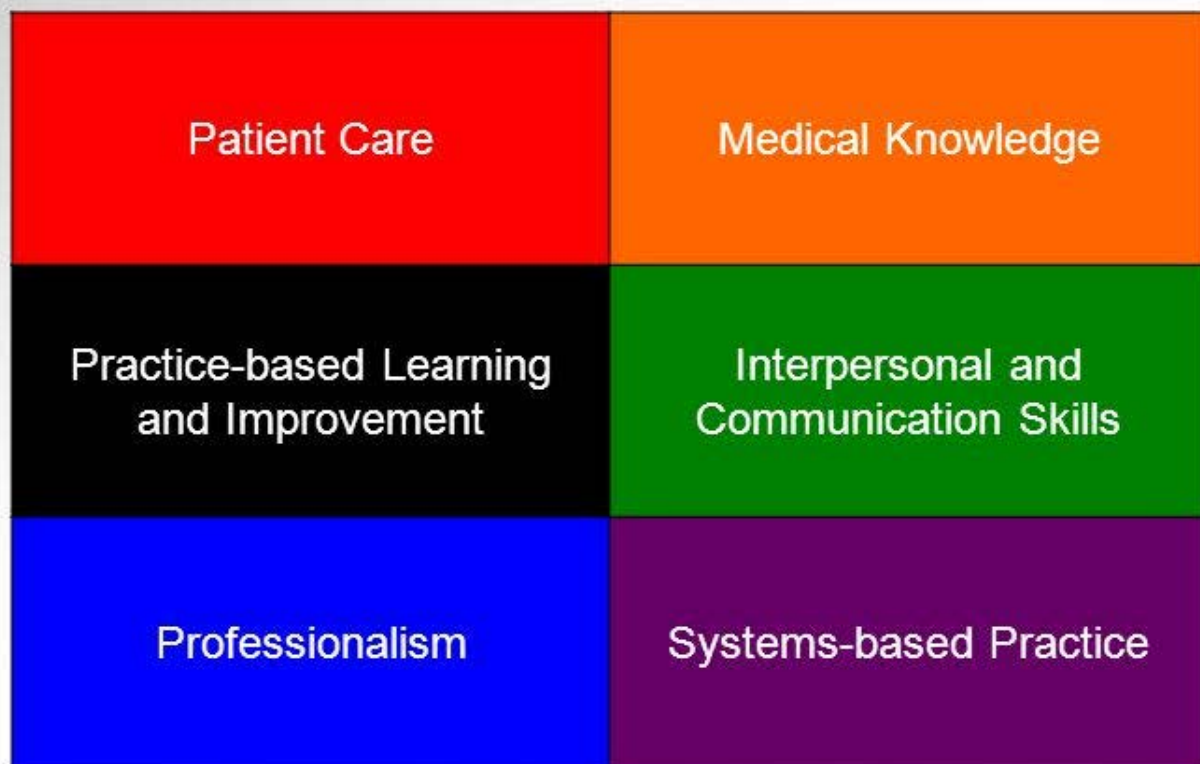 Patient Care
Medical Knowledge
Practice-based Learning
and Improvement
Interpersonal and
Communication Skills
Professionalism
Systems-based Practice